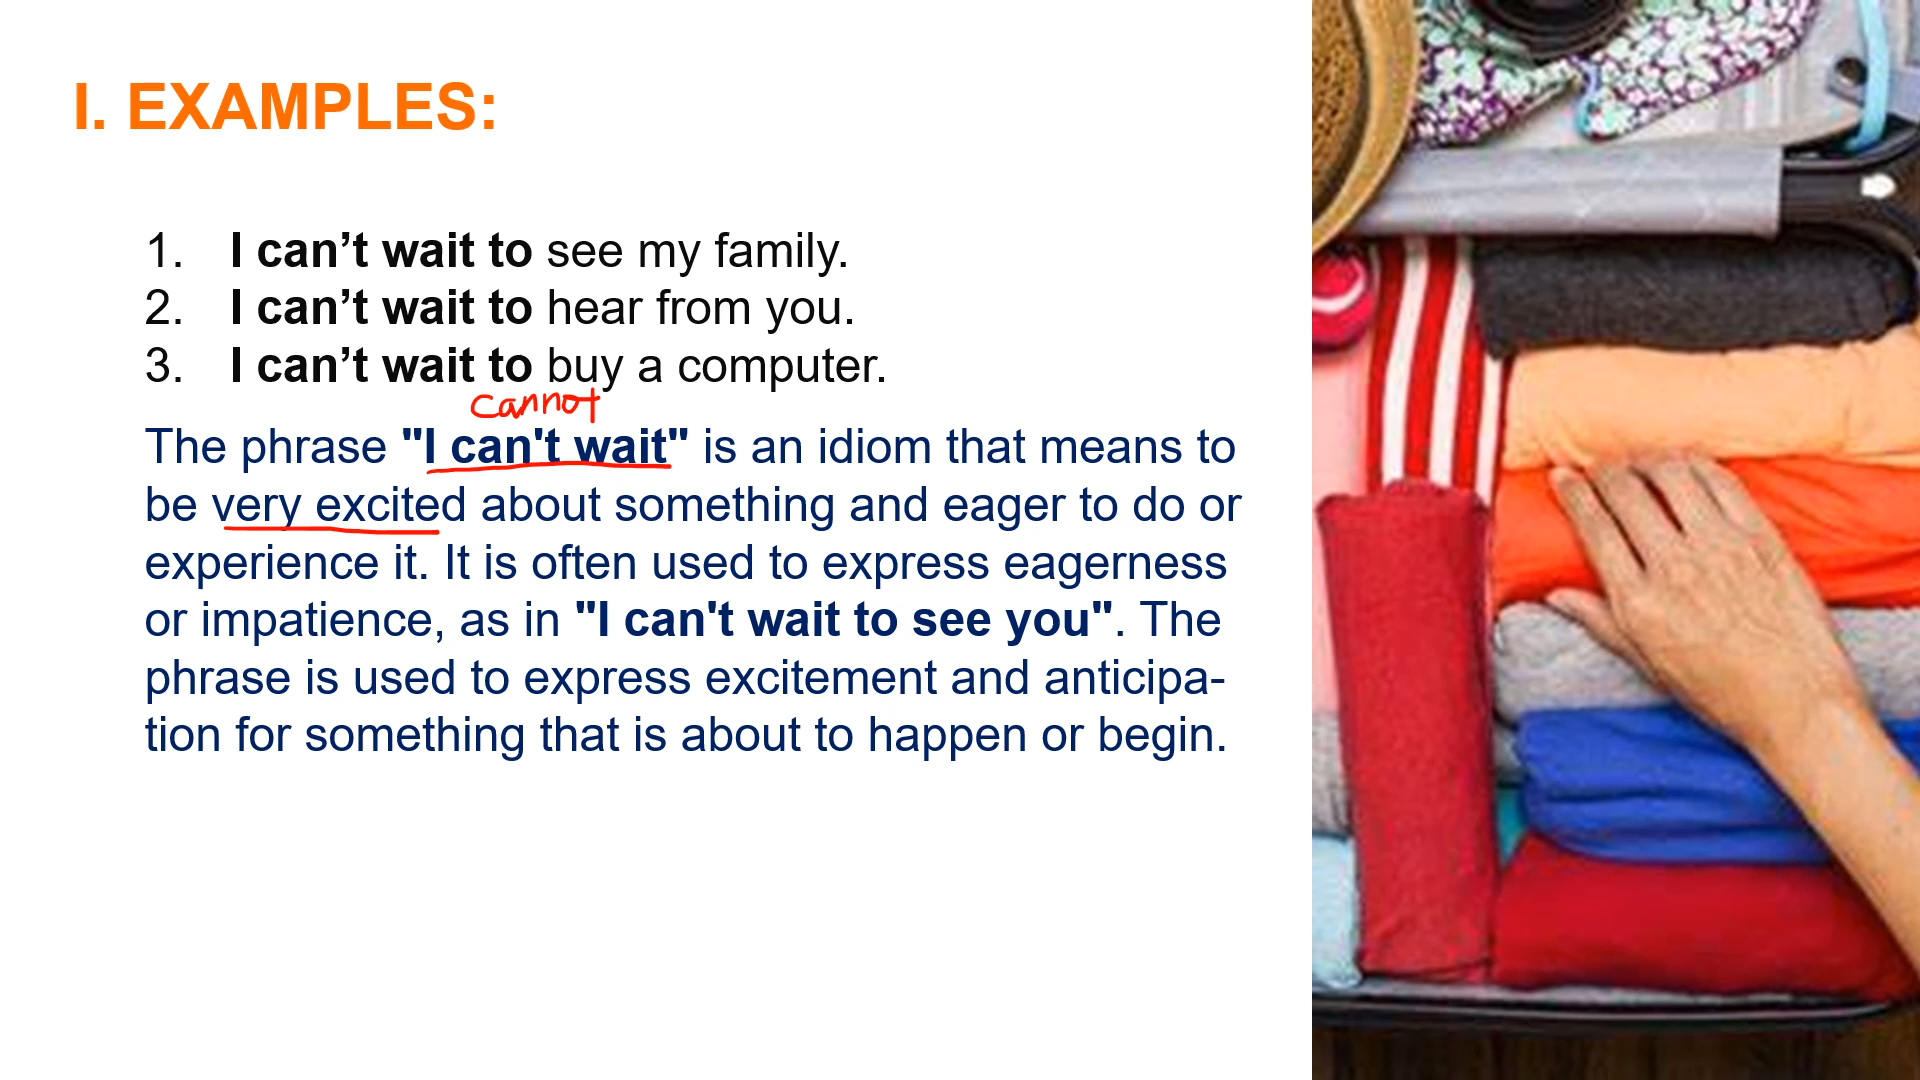 I. EXAMPLES:
1. I can’t wait to see my family.
2. I can’t wait to hear from you.
3. I can’t wait to buy a computer.
cannot
The phrase "I can't wait" is an idiom that means to
be very excited about something and eager to do or
experience it. It is often used to express eagerness
or impatience, as in "I can't wait to see you". The
phrase is used to express excitement and anticipa-
tion for something that is about to happen or begin.